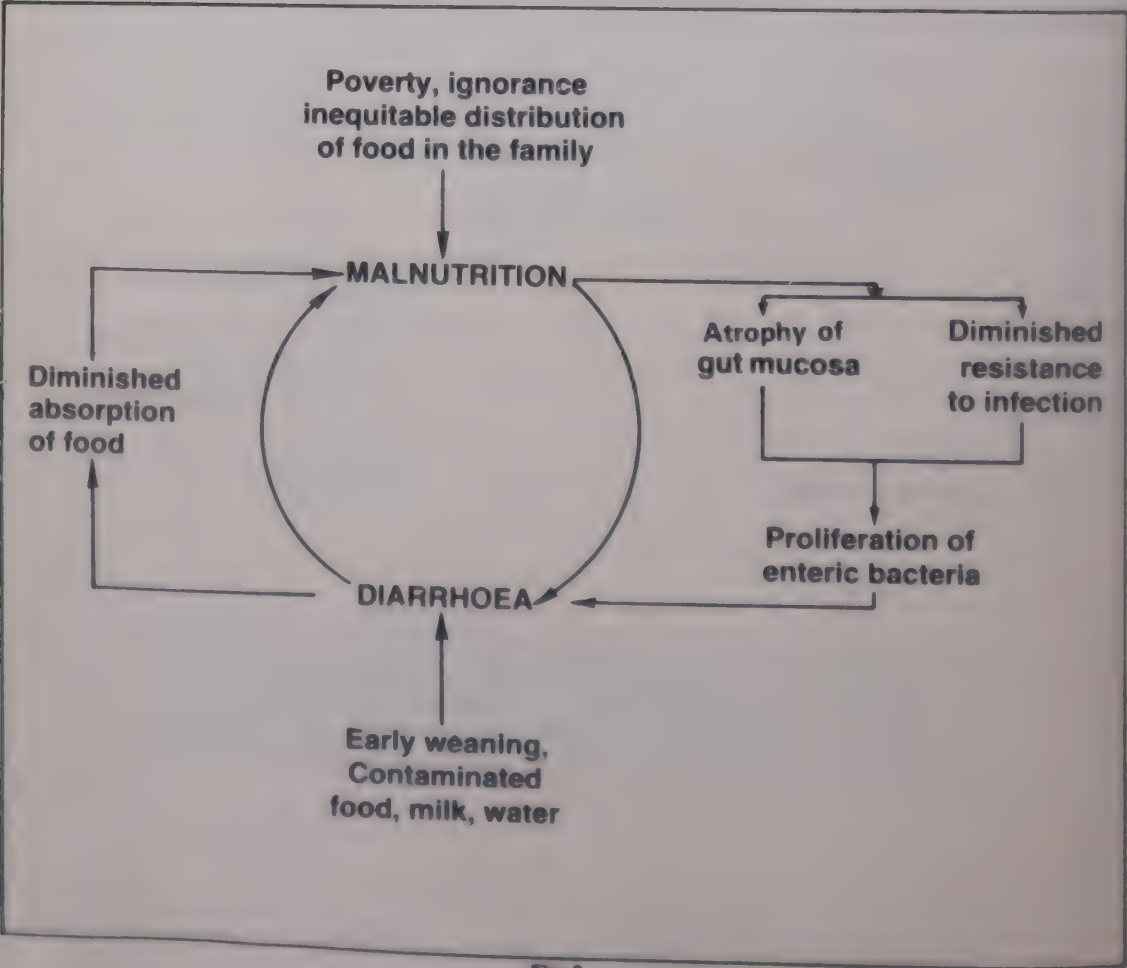 Poverty, ignorance
inequitable distribution
of food in the family
MALNUTRITION
Atrophy of
gut mucosa
Diminished
resistance
to infection
Diminished
absorption
of food
Proliferation of
enteric bacteria
DIARRHOEA
Early weaning,
Contaminated
food, milk, water